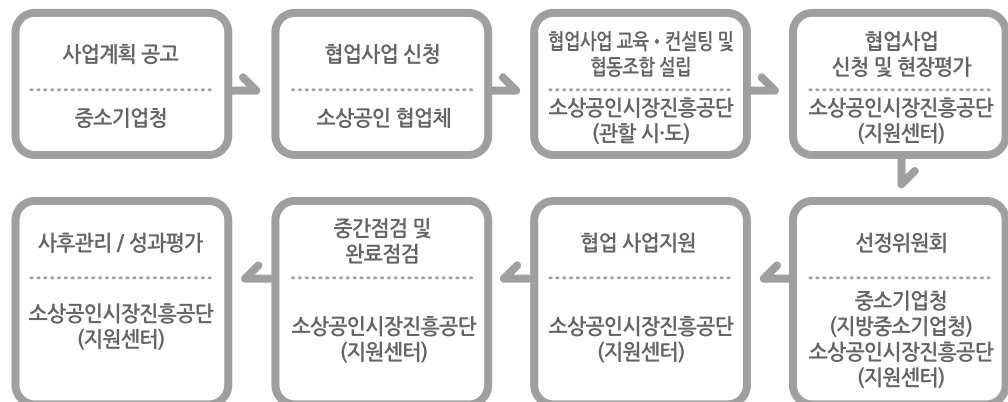 사업계획 공고
중소기업청
협업사업 신청
소상공인 협업체
협업사업 교육・컨설팅 및
협동조합 설립
소상공인시장진흥공단
(관할 시·도)
협업사업
신청 및 현장평가
소상공인시장진흥공단
(지원센터)
선정위원회
중소기업청
(지방중소기업청)
소상공인시장진흥공단
(지원센터)
협업 사업지원
소상공인시장진흥공단
(지원센터)
중간점검 및
완료점검
소상공인시장진흥공단
(지원센터)
사후관리 / 성과평가
소상공인시장진흥공단
(지원센터)